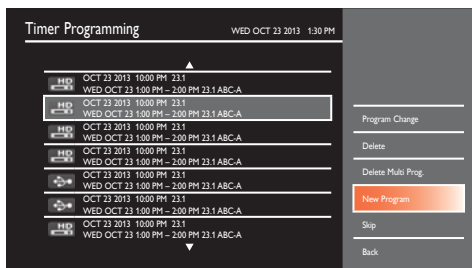 Timer Programming WED OCT 23 2013 1:30 PM
HD OCT 23 2013 10:00 PM 23.1
WED OCT 23 1:00 PM – 2:00 PM 23.1 ABC-A
HD OCT 23 2013 10:00 PM 23.1
WED OCT 23 1:00 PM – 2:00 PM 23.1 ABC-A
HD OCT 23 2013 10:00 PM 23.1
WED OCT 23 1:00 PM – 2:00 PM 23.1 ABC-A
HD OCT 23 2013 10:00 PM 23.1
WED OCT 23 1:00 PM – 2:00 PM 23.1 ABC-A
OCT 23 2013 10:00 PM 23.1
WED OCT 23 1:00 PM – 2:00 PM 23.1 ABC-A
OCT 23 2013 10:00 PM 23.1
WED OCT 23 1:00 PM – 2:00 PM 23.1 ABC-A
HD OCT 23 2013 10:00 PM 23.1
WED OCT 23 1:00 PM – 2:00 PM 23.1 ABC-A
Program Change
Delete
Delete Multi Prog.
New Program
Skip
Back